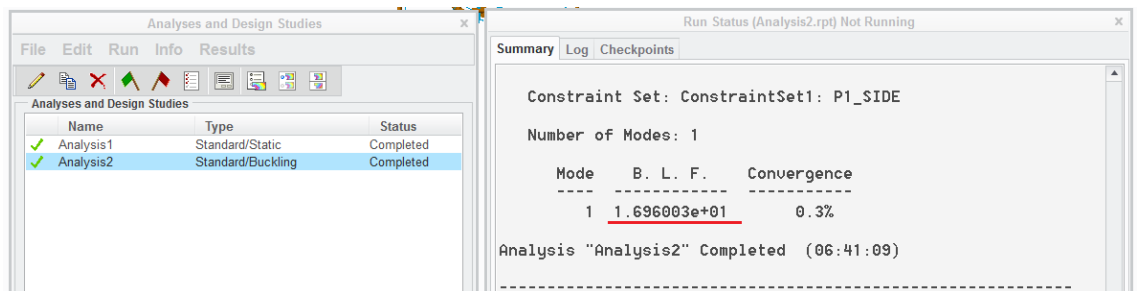 Analyses and Design Studies
File Edit Run Info Results
Analyses and Design Studies
Name Type Status
Analysis1 Standard/Static Completed
Analysis2 Standard/Buckling Completed
Run Status (Analysis2.rpt) Not Running
Summary Log Checkpoints
Constraint Set: ConstraintSet1: P1_SIDE
Number of Modes: 1
Mode B. L. F. Convergence
---- ------------ -----------
1 1.696003e+01 0.3%
Analysis "Analysis2" Completed (06:41:09)
------------------------------------------------------------